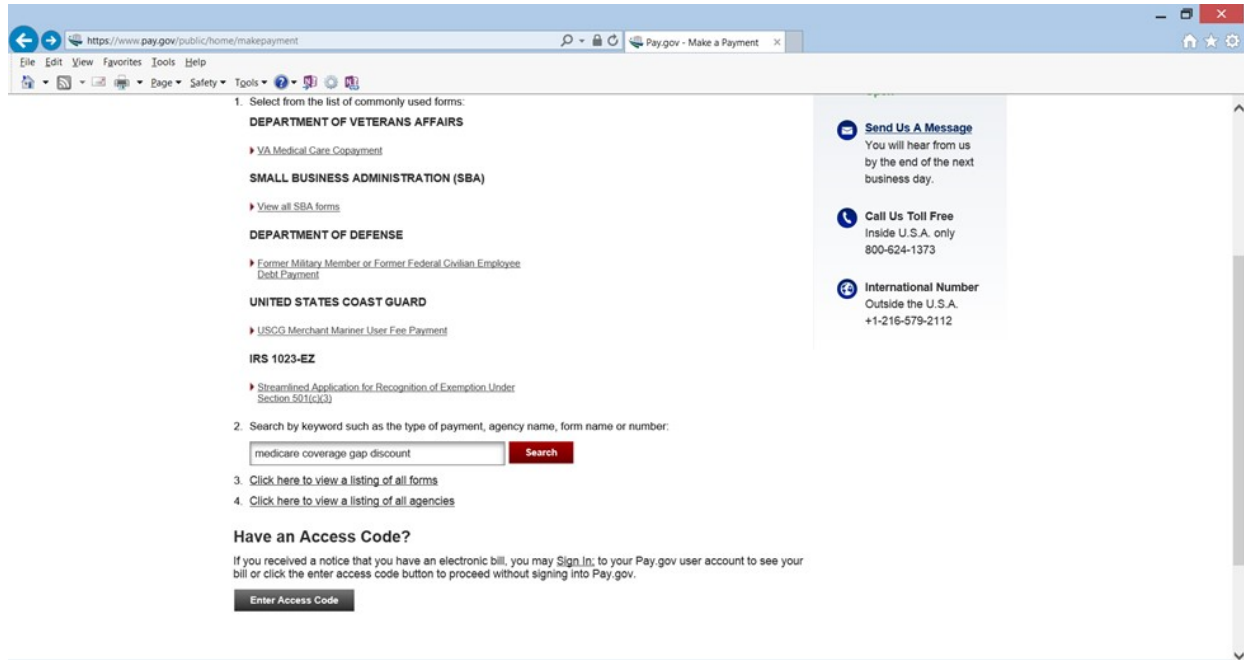 https://www.pay.gov/public/home/makepayment
Pay.gov - Make a Payment
File Edit View Favorites Tools Help
Page Safety Tools
1. Select from the list of commonly used forms:
DEPARTMENT OF VETERANS AFFAIRS
VA Medical Care Copayment
SMALL BUSINESS ADMINISTRATION (SBA)
View all SBA forms
DEPARTMENT OF DEFENSE
Former Military Member or Former Federal Civilian Employee
Debt Payment
UNITED STATES COAST GUARD
USCG Merchant Mariner User Fee Payment
IRS 1023-EZ
Streamlined Application for Recognition of Exemption Under
Section 501(c)(3)
2. Search by keyword such as the type of payment, agency name, form name or number:
medicare coverage gap discount
Search
3. Click here to view a listing of all forms
4. Click here to view a listing of all agencies
Have an Access Code?
If you received a notice that you have an electronic bill, you may Sign In: to your Pay.gov user account to see your
bill or click the enter access code button to proceed without signing into Pay.gov.
Enter Access Code
Send Us A Message
You will hear from us
by the end of the next
business day.
Call Us Toll Free
Inside U.S.A. only
800-624-1373
International Number
Outside the U.S.A.
+1-216-579-2112